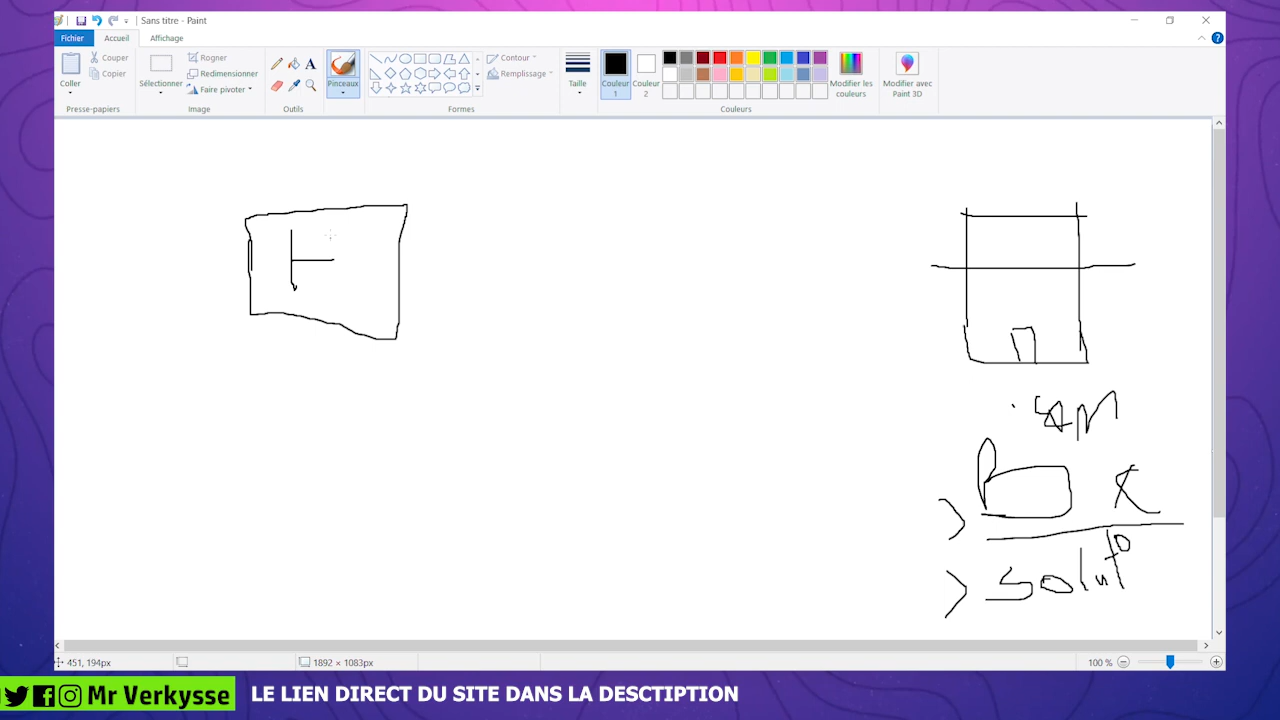 Sans titre - Paint
Fichier Accueil Affichage
Coller
Couper
Copier
Presse-papiers
Sélectionner
Rogner
Redimensionner
Faire pivoter
Image
A
Outils
Pinceaux
Contour
Remplissage
Formes
Taille
Couleur 1
Couleur 2
Modifier les couleurs
Couleurs
Modifier avec Paint 3D
solut°
451, 194px
1892 × 1083px
100 %
Mr Verkysse LE LIEN DIRECT DU SITE DANS LA DESCTIPTION